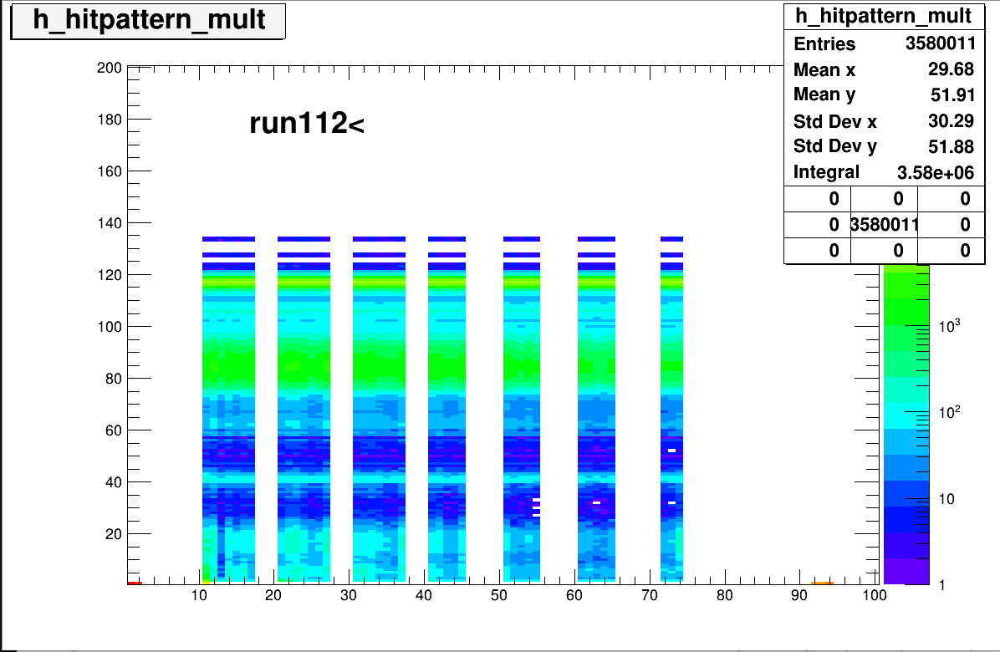 h_hitpattern_mult
h_hitpattern_mult
Entries 3580011
Mean x 29.68
Mean y 51.91
Std Dev x 30.29
Std Dev y 51.88
Integral 3.58e+06
0 0 0
0 3580011 0
0 0 0
run112<
200
180
160
140
120
100
80
60
40
20
10 20 30 40 50 60 70 80 90 100
10³
10²
10
1